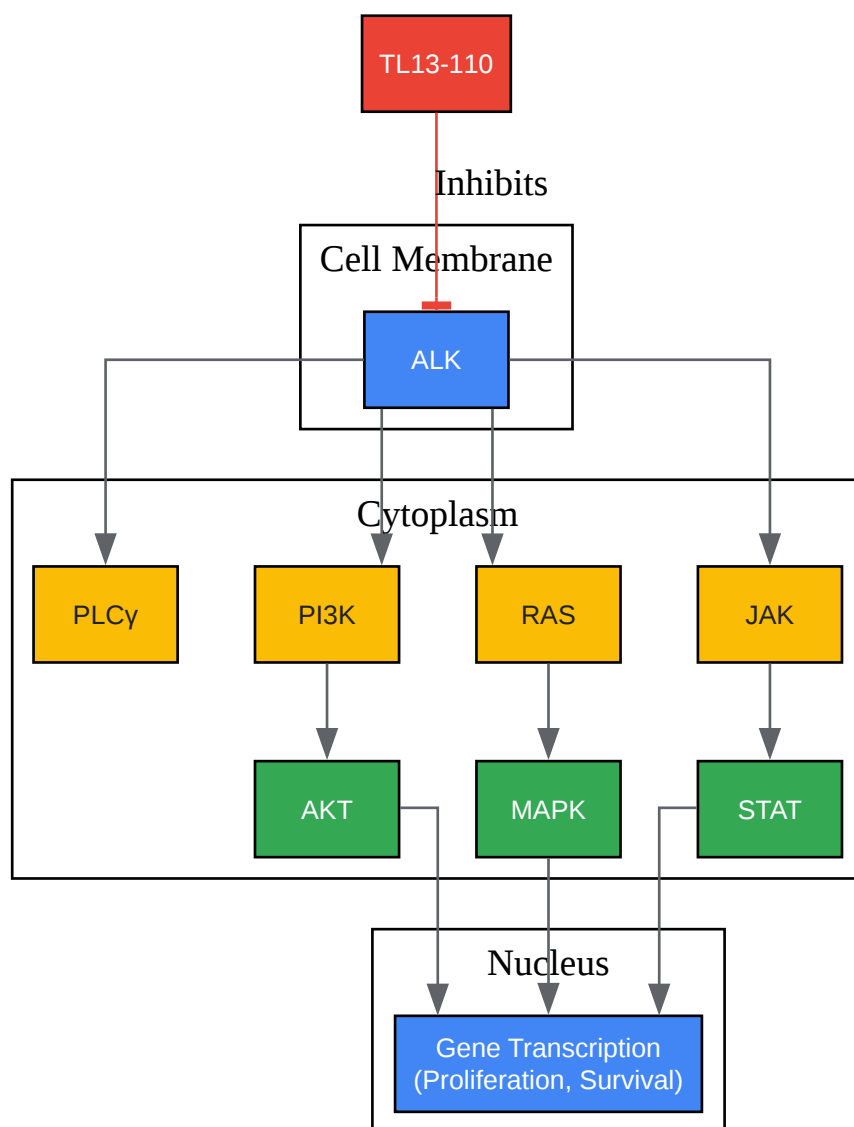 TL13-110
Inhibits
Cell Membrane
ALK
Cytoplasm
PLCγ
PI3K
RAS
JAK
AKT
MAPK
STAT
Nucleus
Gene Transcription
(Proliferation, Survival)